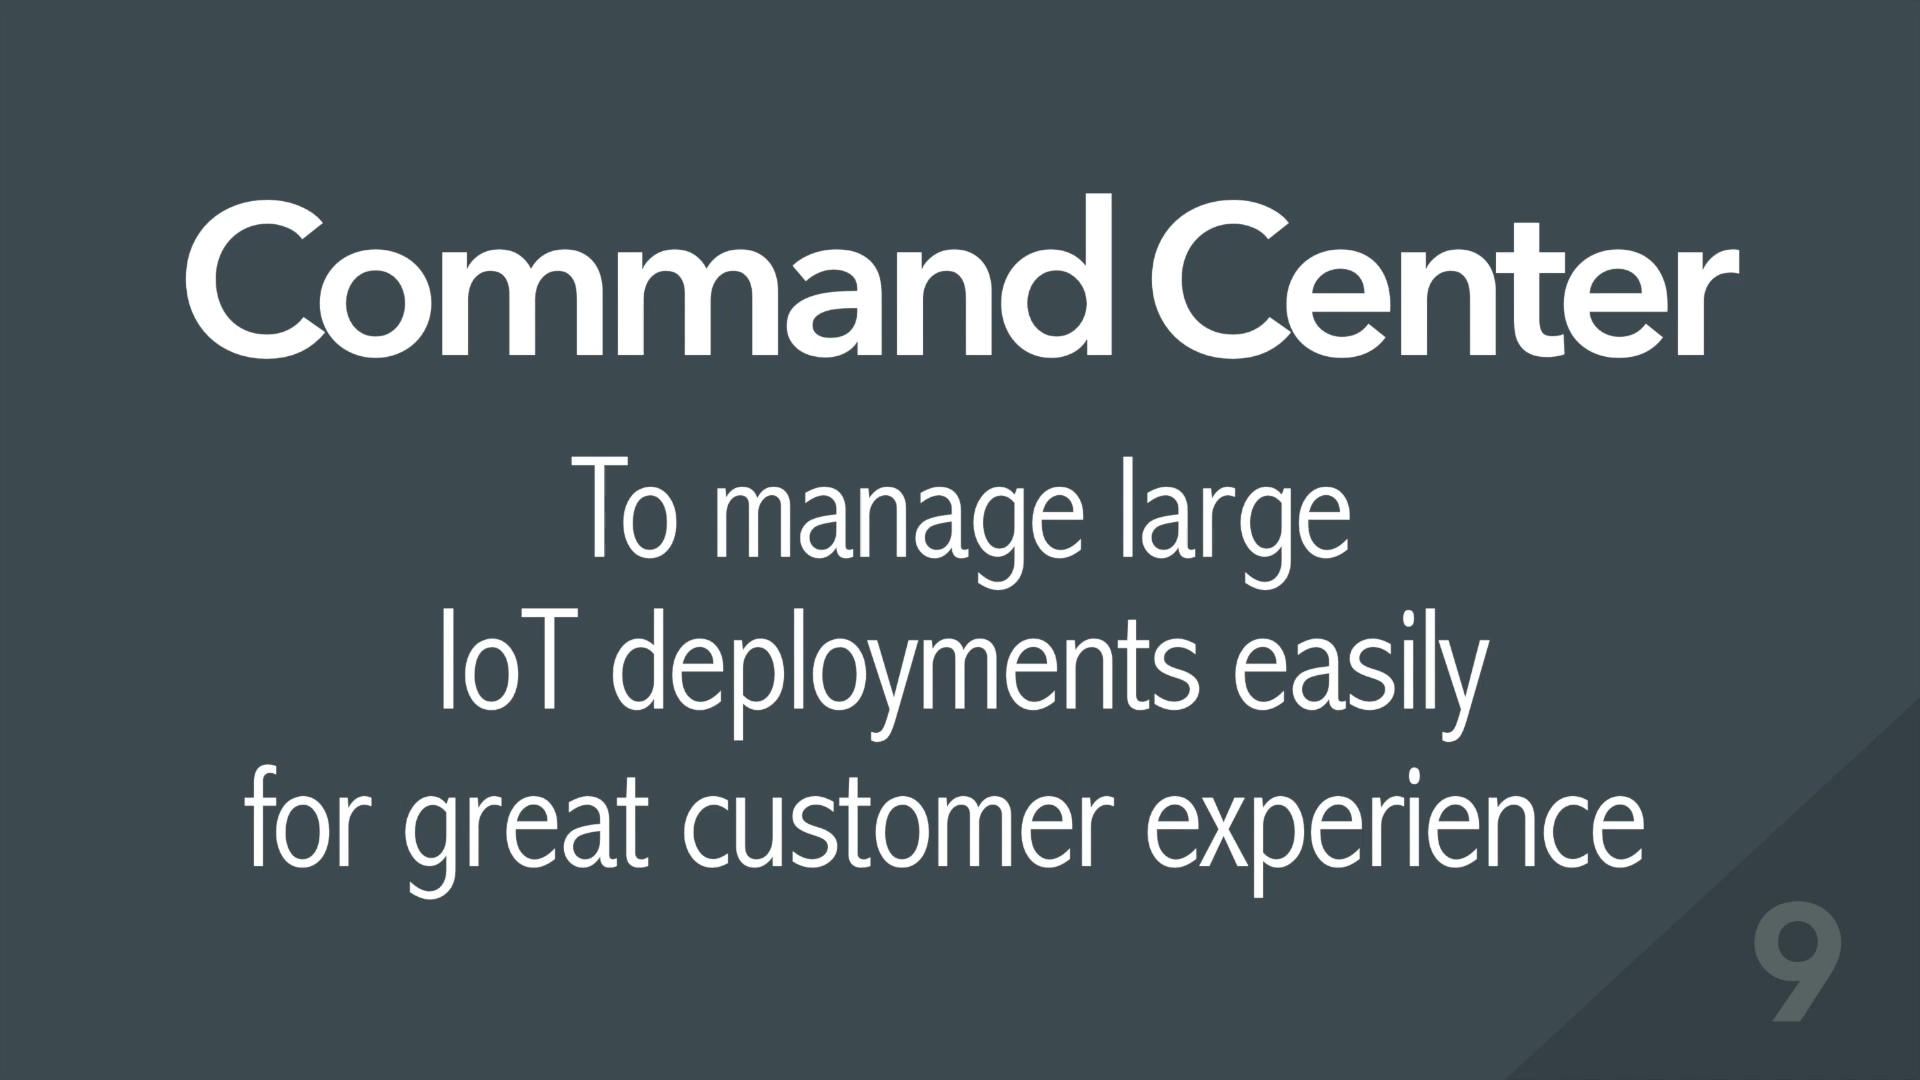 Command Center
To manage large
IoT deployments easily
for great customer experience
9